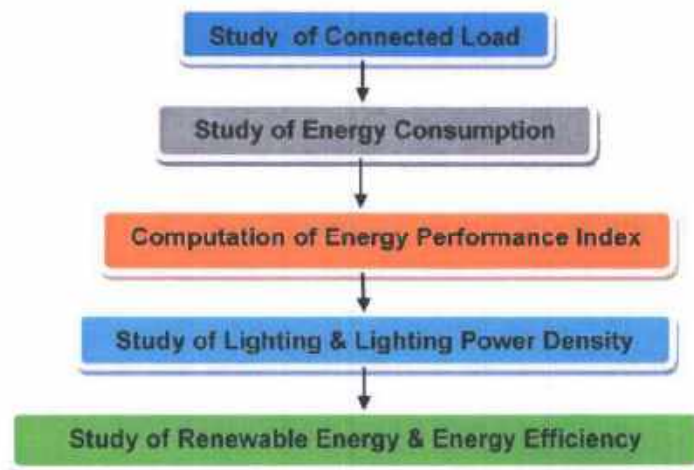 Study of Connected Load
Study of Energy Consumption
Computation of Energy Performance Index
Study of Lighting & Lighting Power Density
Study of Renewable Energy & Energy Efficiency